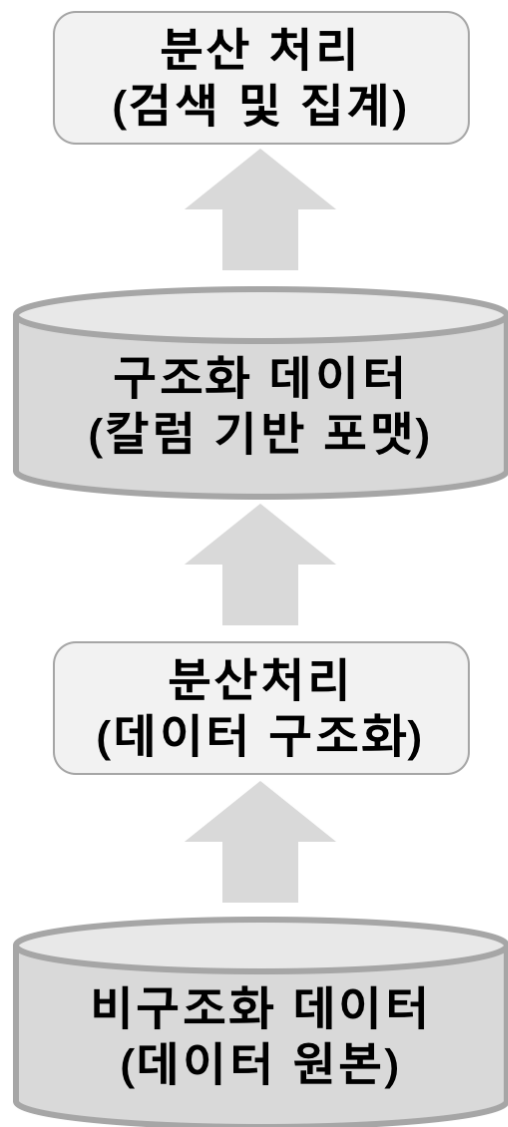 분산 처리
(검색 및 집계)
구조화 데이터
(칼럼 기반 포맷)
분산처리
(데이터 구조화)
비구조화 데이터
(데이터 원본)